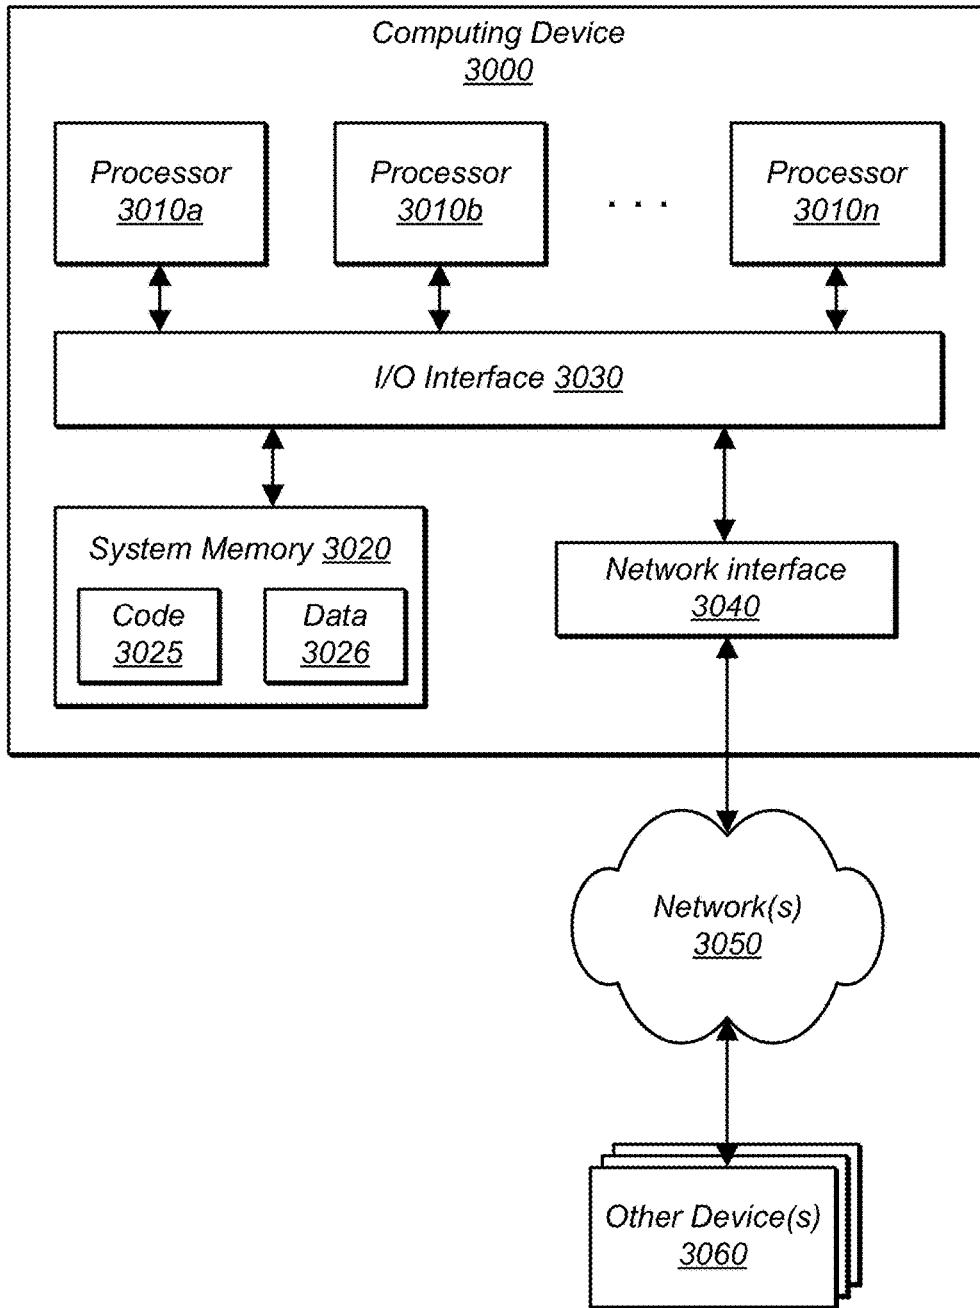 Computing Device
3000
Processor
3010a
Processor
3010b
. . .
Processor
3010n
I/O Interface 3030
System Memory 3020
Code
3025
Data
3026
Network interface
3040
Network(s)
3050
Other Device(s)
3060